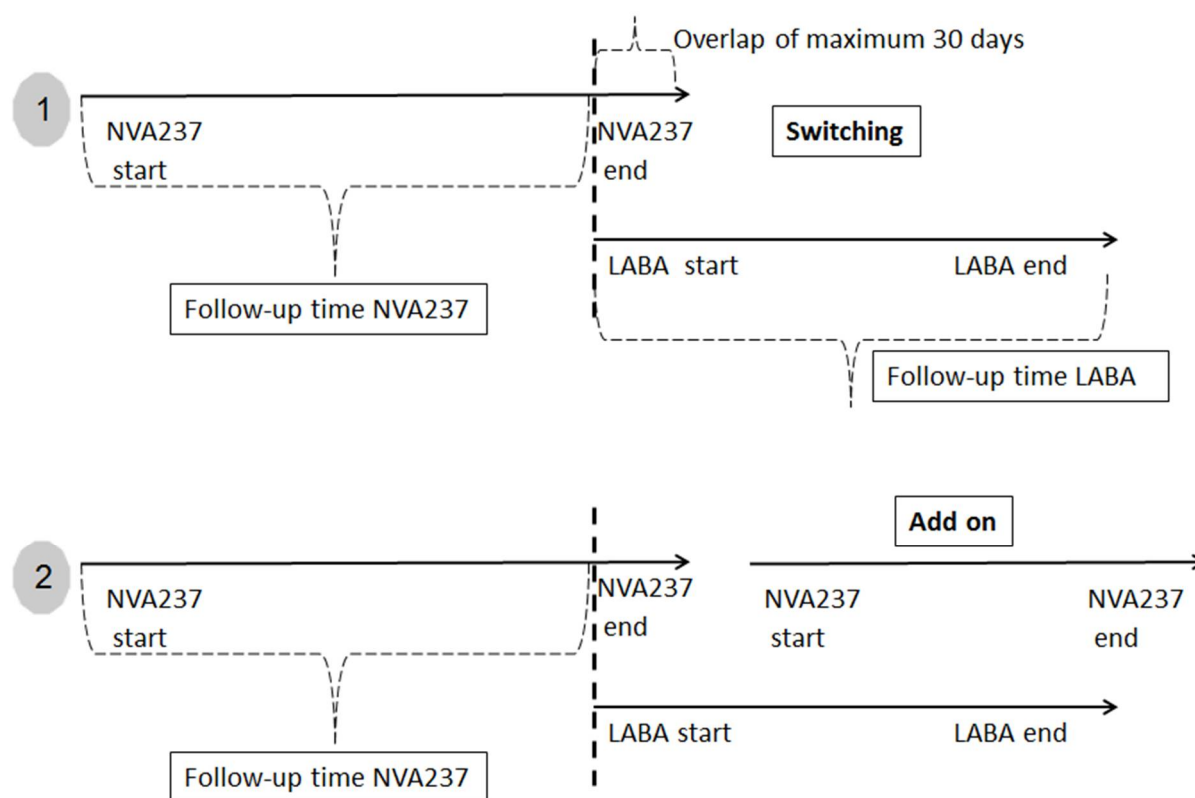 Overlap of maximum 30 days
1
NVA237
start
NVA237
end
Switching
LABA start
LABA end
Follow-up time NVA237
Follow-up time LABA
Add on
2
NVA237
start
NVA237
end
NVA237
start
NVA237
end
LABA start
LABA end
Follow-up time NVA237